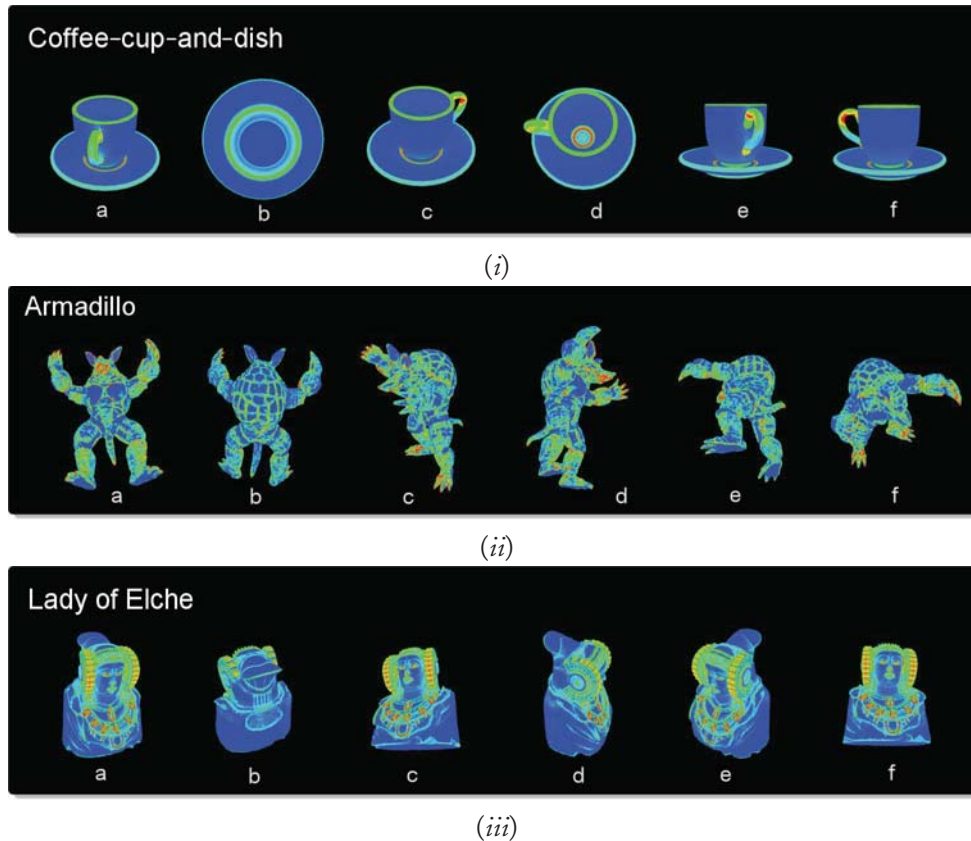 Coffee-cup-and-dish
a b c d e f
(i)
Armadillo
a b c d e f
(ii)
Lady of Elche
a b c d e f
(iii)